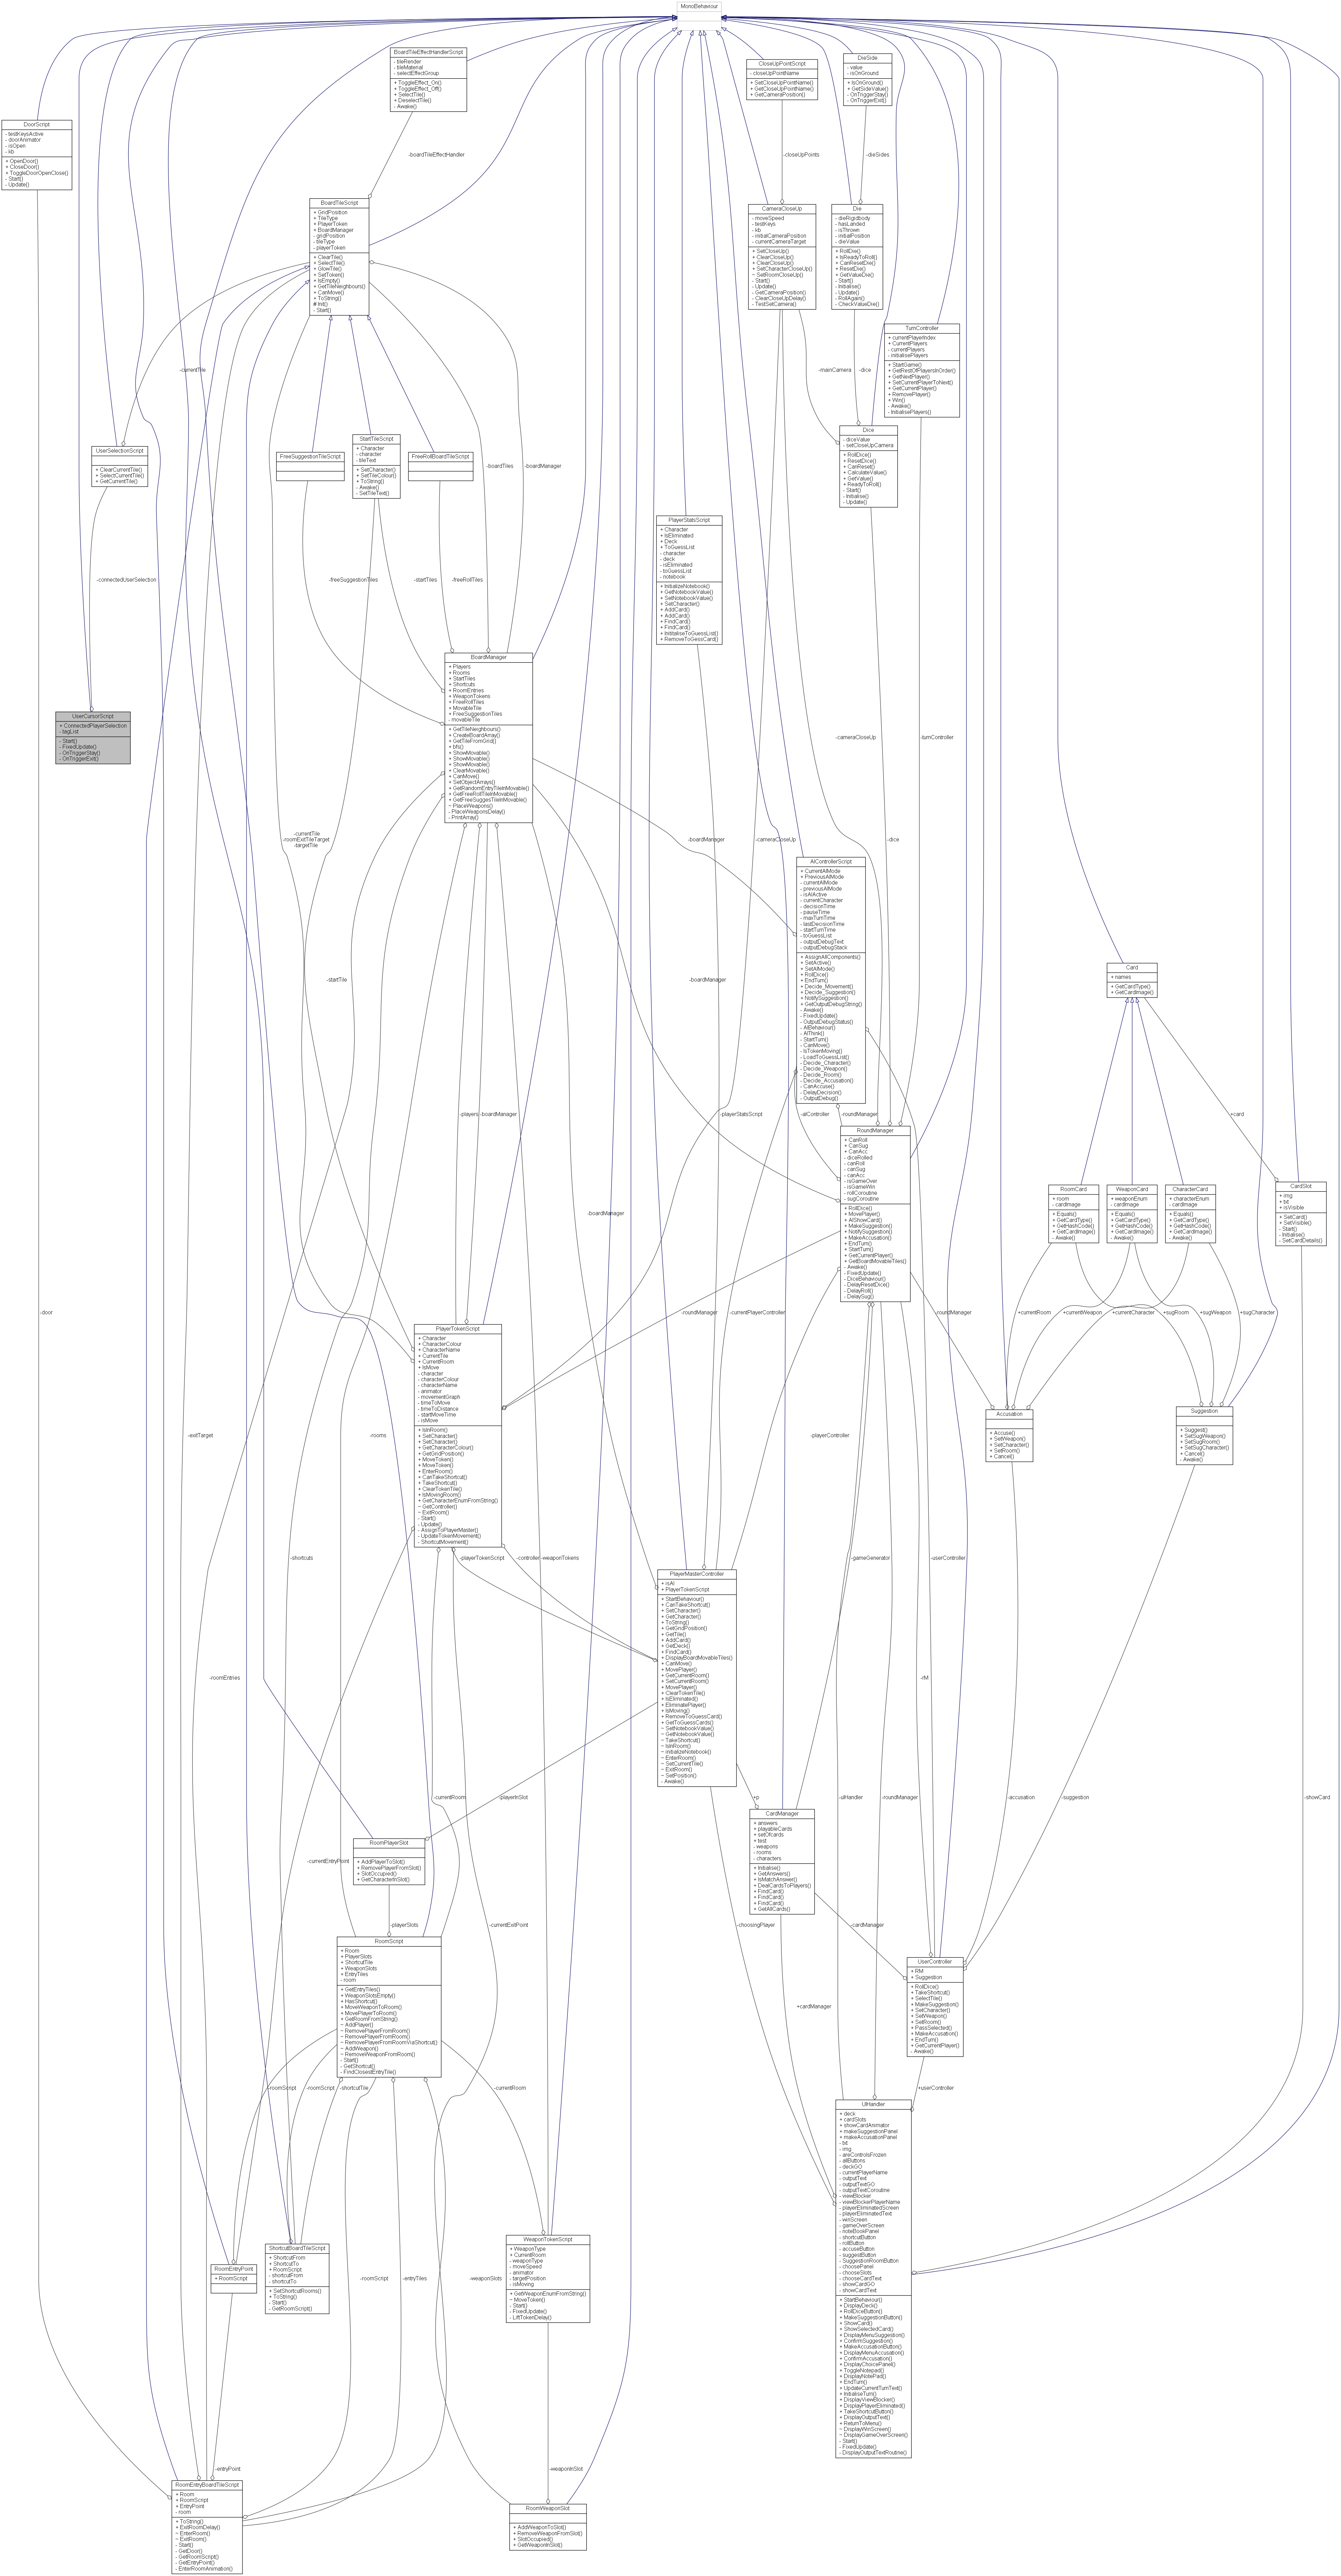 MonoBehaviour
BoardTileEffectHandlerScript
- tileRender
- tileMaterial
- selectEffectGroup
+ ToggleEffect_On()
+ ToggleEffect_Off()
+ SelectTile()
+ DeselectTile()
- Awake()
CloseUpPointScript
- closeUpPointName
+ SetCloseUpPointName()
+ GetCloseUpPointName()
+ GetCameraPosition()
DieSide
- value
- isOnGround
+ IsOnGround()
+ GetSideValue()
- OnTriggerStay()
- OnTriggerExit()
DoorScript
- testKeysActive
- doorAnimator
- isOpen
- kb
+ OpenDoor()
+ CloseDoor()
+ ToggleDoorOpenClose()
- Start()
- Update()
-boardTileEffectHandler
-closeUpPoints
-dieSides
BoardTileScript
+ GridPosition
+ TileType
+ PlayerToken
+ BoardManager
- gridPosition
- tileType
- playerToken
+ ClearTile()
+ SelectTile()
+ GlowTile()
+ SetToken()
+ IsEmpty()
+ GetTileNeighbours()
+ CanMove()
+ ToString()
# Init()
- Start()
CameraCloseUp
- moveSpeed
- testKeys
- kb
- initialCameraPosition
- currentCameraTarget
+ SetCloseUp()
+ ClearCloseUp()
+ ClearCloseUp()
+ SetCharacterCloseUp()
+ SetRoomCloseUp()
- Start()
- Update()
- GetCameraPosition()
- ClearCloseUpDelay()
- TestSetCamera()
Die
- dieRigidbody
- hasLanded
- isThrown
- initialPosition
- dieValue
+ RollDie()
+ IsReadyToRoll()
+ CanResetDie()
+ ResetDie()
+ GetValueDie()
- Start()
- Initialise()
- Update()
- RollAgain()
- CheckValueDie()
TurnController
+ currentPlayerIndex
+ CurrentPlayers
- currentPlayers
- initialisePlayers
+ StartGame()
+ GetRestOfPlayersInOrder()
+ GetNextPlayer()
+ SetCurrentPlayerToNext()
+ GetCurrentPlayer()
+ RemovePlayer()
+ Win()
- Awake()
- InitialisePlayers()
-currentTile
-mainCamera
-dice
Dice
- diceValue
- setCloseUpCamera
+ RollDice()
+ ResetDice()
+ CanReset()
+ CalculateValue()
+ GetValue()
+ ReadyToRoll()
- Start()
- Initialise()
- Update()
UserSelectionScript
+ ClearCurrentTile()
+ SelectCurrentTile()
+ GetCurrentTile()
FreeSuggestionTileScript
StartTileScript
+ Character
- character
- tileText
+ SetCharacter()
+ SetTileColour()
+ ToString()
- Awake()
- SetTileText()
FreeRollBoardTileScript
-boardTiles
-boardManager
PlayerStatsScript
+ Character
+ IsEliminated
+ Deck
+ ToGuessList
- character
- deck
- isEliminated
- toGuessList
- notebook
+ InitializeNotebook()
+ GetNotebookValue()
+ SetNotebookValue()
+ SetCharacter()
+ AddCard()
+ AddCard()
+ FindCard()
+ FindCard()
+ InititaliseToGuessList()
+ RemoveToGessCard()
-connectedUserSelection
-freeSuggestionTiles
-startTiles
-freeRollTiles
UserCursorScript
+ ConnectedPlayerSelection
- tagList
- Start()
- FixedUpdate()
- OnTriggerStay()
- OnTriggerExit()
BoardManager
+ Players
+ Rooms
+ StartTiles
+ Shortcuts
+ RoomEntries
+ WeaponTokens
+ FreeRollTiles
+ MovableTile
+ FreeSuggestionTiles
- movableTile
+ GetTileNeighbours()
+ CreateBoardArray()
+ GetTileFromGrid()
+ bfs()
+ ShowMovable()
+ ShowMovable()
+ ShowMovable()
+ ClearMovable()
+ CanMove()
+ SetObjectArrays()
+ GetRandomEntryTileInMovable()
+ GetFreeRollTileInMovable()
+ GetFreeSuggesTileInMovable()
~ PlaceWeapons()
- PlaceWeaponsDelay()
- PrintArray()
-cameraCloseUp
-turnController
-currentTile
-roomExitTileTarget
-targetTile
-boardManager
-cameraCloseUp
-dice
AIControllerScript
+ CurrentAIMode
+ PreviousAIMode
- currentAIMode
- previousAIMode
- isAIActive
- currentCharacter
- decisionTime
- pauseTime
- maxTurnTime
- lastDecisionTime
- startTurnTime
- toGuessList
- outputDebugText
- outputDebugStack
+ AssignAllComponents()
+ SetActive()
+ SetAIMode()
+ RollDice()
+ EndTurn()
+ Decide_Movement()
+ Decide_Suggestion()
+ NotifySuggestion()
+ GetOutputDebugString()
- Awake()
- FixedUpdate()
- OutputDebugStatus()
- AIBehaviour()
- AIThink()
- StartTurn()
- CanMove()
- IsTokenMoving()
- LoadToGuessList()
- Decide_Character()
- Decide_Weapon()
- Decide_Room()
- Decide_Accusation()
- CanAccuse()
- DelayDecision()
- OutputDebug()
-startTile
-boardManager
Card
+ names
+ GetCardType()
+ GetCardImage()
-players
-boardManager
-playerStatsScript
-aiController
-roundManager
+card
RoundManager
+ CanRoll
+ CanSug
+ CanAcc
- diceRolled
- canRoll
- canSug
- canAcc
- isGameOver
- isGameWin
- rollCoroutine
- sugCoroutine
+ RollDice()
+ MovePlayer()
+ AIShowCard()
+ MakeSuggestion()
+ NotifySuggestion()
+ MakeAccusation()
+ EndTurn()
+ StartTurn()
+ GetCurrentPlayer()
+ GetBoardMovableTiles()
- Awake()
- FixedUpdate()
- DiceBehaviour()
- DelayResetDice()
- DelayRoll()
- DelaySug()
RoomCard
+ room
- cardImage
+ Equals()
+ GetCardType()
+ GetHashCode()
+ GetCardImage()
- Awake()
WeaponCard
+ weaponEnum
- cardImage
+ Equals()
+ GetCardType()
+ GetHashCode()
+ GetCardImage()
- Awake()
CharacterCard
+ characterEnum
- cardImage
+ Equals()
+ GetCardType()
+ GetHashCode()
+ GetCardImage()
- Awake()
CardSlot
+ img
+ txt
+ isVisible
+ SetCard()
+ SetVisible()
- Start()
- Initialise()
- SetCardDetails()
-boardManager
-door
-roundManager
-currentPlayerController
-roundManager
+currentRoom
+currentWeapon
+currentCharacter
+sugRoom
+sugWeapon
+sugCharacter
PlayerTokenScript
+ Character
+ CharacterColour
+ CharacterName
+ CurrentTile
+ CurrentRoom
+ IsMove
- character
- characterColour
- characterName
- animator
- movementGraph
- timeToMove
- timeToDistance
- startMoveTime
- isMove
+ IsInRoom()
+ SetCharacter()
+ SetCharacter()
+ GetCharacterColour()
+ GetGridPosition()
+ MoveToken()
+ MoveToken()
+ EnterRoom()
+ CanTakeShortcut()
+ TakeShortcut()
+ ClearTokenTile()
+ IsMovingRoom()
+ GetCharacterEnumFromString()
~ GetController()
~ ExitRoom()
- Start()
- Update()
- AssignToPlayerMaster()
- UpdateTokenMovement()
- ShortcutMovement()
Accusation
+ Accuse()
+ SetWeapon()
+ SetCharacter()
+ SetRoom()
+ Cancel()
Suggestion
+ Suggest()
+ SetSugWeapon()
+ SetSugRoom()
+ SetSugCharacter()
+ Cancel()
- Awake()
-exitTarget
-rooms
-playerController
-shortcuts
-playerTokenScript
-controller
-weaponTokens
-gameGenerator
-userController
PlayerMasterController
+ isAI
+ PlayerTokenScript
+ StartBehaviour()
+ CanTakeShortcut()
+ SetCharacter()
+ GetCharacter()
+ ToString()
+ GetGridPosition()
+ GetTile()
+ AddCard()
+ GetDeck()
+ FindCard()
+ DisplayBoardMovableTiles()
+ CanMove()
+ MovePlayer()
+ GetCurrentRoom()
+ SetCurrentRoom()
+ MovePlayer()
+ ClearTokenTile()
+ IsEliminated()
+ EliminatePlayer()
+ IsMoving()
+ RemoveToGuessCard()
+ GetToGuessCards()
~ SetNotebookValue()
~ GetNotebookValue()
~ TakeShortcut()
~ IsInRoom()
~ initializeNotebook()
~ EnterRoom()
~ SetCurrentTile()
~ ExitRoom()
~ SetPosition()
- Awake()
-roomEntries
-rM
-currentRoom
-playerInSlot
+p
-uiHandler
-roundManager
-accusation
-suggestion
-showCard
CardManager
+ answers
+ playableCards
+ setOfcards
+ test
- weapons
- rooms
- characters
+ Initialise()
+ GetAnswers()
+ IsMatchAnswer()
+ DealCardsToPlayers()
+ FindCard()
+ FindCard()
+ FindCard()
+ GetAllCards()
RoomPlayerSlot
+ AddPlayerToSlot()
+ RemovePlayerFromSlot()
+ SlotOccupied()
+ GetCharacterInSlot()
-currentEntryPoint
-playerSlots
-currentExitPoint
-choosingPlayer
-cardManager
RoomScript
+ Room
+ PlayerSlots
+ ShortcutTile
+ WeaponSlots
+ EntryTiles
- room
+ GetEntryTiles()
+ WeaponSlotsEmpty()
+ HasShortcut()
+ MoveWeaponToRoom()
+ MovePlayerToRoom()
+ GetRoomFromString()
~ AddPlayer()
~ RemovePlayerFromRoom()
~ RemovePlayerFromRoom()
~ RemovePlayerFromRoomViaShortcut()
~ AddWeapon()
~ RemoveWeaponFromRoom()
- Start()
- GetShortcut()
- FindClosestEntryTile()
UserController
+ RM
+ Suggestion
+ RollDice()
+ TakeShortcut()
+ SelectTile()
+ MakeSuggestion()
+ SetCharacter()
+ SetWeapon()
+ SetRoom()
+ PassSelected()
+ MakeAccusation()
+ EndTurn()
+ GetCurrentPlayer()
- Awake()
+cardManager
-roomScript
-roomScript
-shortcutTile
-currentRoom
+userController
UIHandler
+ deck
+ cardSlots
+ showCardAnimator
+ makeSuggestionPanel
+ makeAccusationPanel
- txt
- img
- areControlsFrozen
- allButtons
- deckGO
- currentPlayerName
- outputText
- outputTextGO
- outputTextCoroutine
- viewBlocker
- viewBlockerPlayerName
- playerEliminatedScreen
- playerEliminatedText
- winScreen
- gameOverScreen
- noteBookPanel
- shortcutButton
- rollButton
- accuseButton
- suggestButton
- SuggestionRoomButton
- choosePanel
- chooseSlots
- chooseCardText
- showCardGO
- showCardText
+ StartBehaviour()
+ DisplayDeck()
+ RollDiceButton()
+ MakeSuggestionButton()
+ ShowCard()
+ ShowSelectedCard()
+ DisplayMenuSuggestion()
+ ConfirmSuggestion()
+ MakeAccusationButton()
+ DisplayMenuAccusation()
+ ConfirmAccusation()
+ DisplayChoicePanel()
+ ToggleNotepad()
+ DisplayNotePad()
+ EndTurn()
+ UpdateCurrentTurnText()
+ InitialiseTurn()
+ DisplayViewBlocker()
+ DisplayPlayerEliminated()
+ TakeShortcutButton()
+ DisplayOutputText()
+ ReturnToMenu()
~ DisplayWinScreen()
~ DisplayGameOverScreen()
- Start()
- FixedUpdate()
- DisplayOutputTextRoutine()
RoomEntryPoint
+ RoomScript
ShortcutBoardTileScript
+ ShortcutFrom
+ ShortcutTo
+ RoomScript
- shortcutFrom
- shortcutTo
+ SetShortcutRooms()
+ ToString()
- Start()
- GetRoomScript()
WeaponTokenScript
+ WeaponType
+ CurrentRoom
- weaponType
- moveSpeed
- animator
- targetPosition
- isMoving
+ GetWeaponEnumFromString()
~ MoveToken()
- Start()
- FixedUpdate()
- LiftTokenDelay()
-roomScript
-entryTiles
-weaponSlots
-entryPoint
-weaponInSlot
RoomEntryBoardTileScript
+ Room
+ RoomScript
+ EntryPoint
- room
+ ToString()
+ ExitRoomDelay()
~ EnterRoom()
~ ExitRoom()
- Start()
- GetDoor()
- GetRoomScript()
- GetEntryPoint()
- EnterRoomAnimation()
RoomWeaponSlot
+ AddWeaponToSlot()
+ RemoveWeaponFromSlot()
+ SlotOccupied()
+ GetWeaponInSlot()